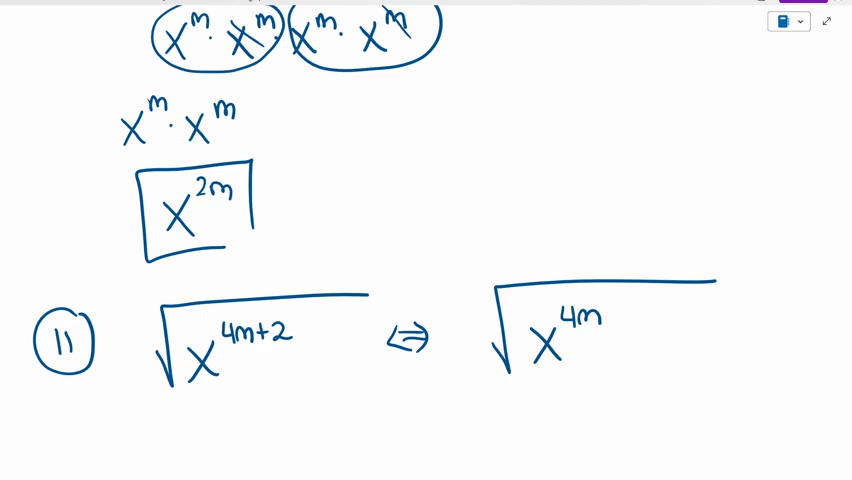 x^m · x^m · x^m · x^m
x^m · x^m
x^{2m}
11 √(x^{4m+2}) ⇔ √(x^{4m})